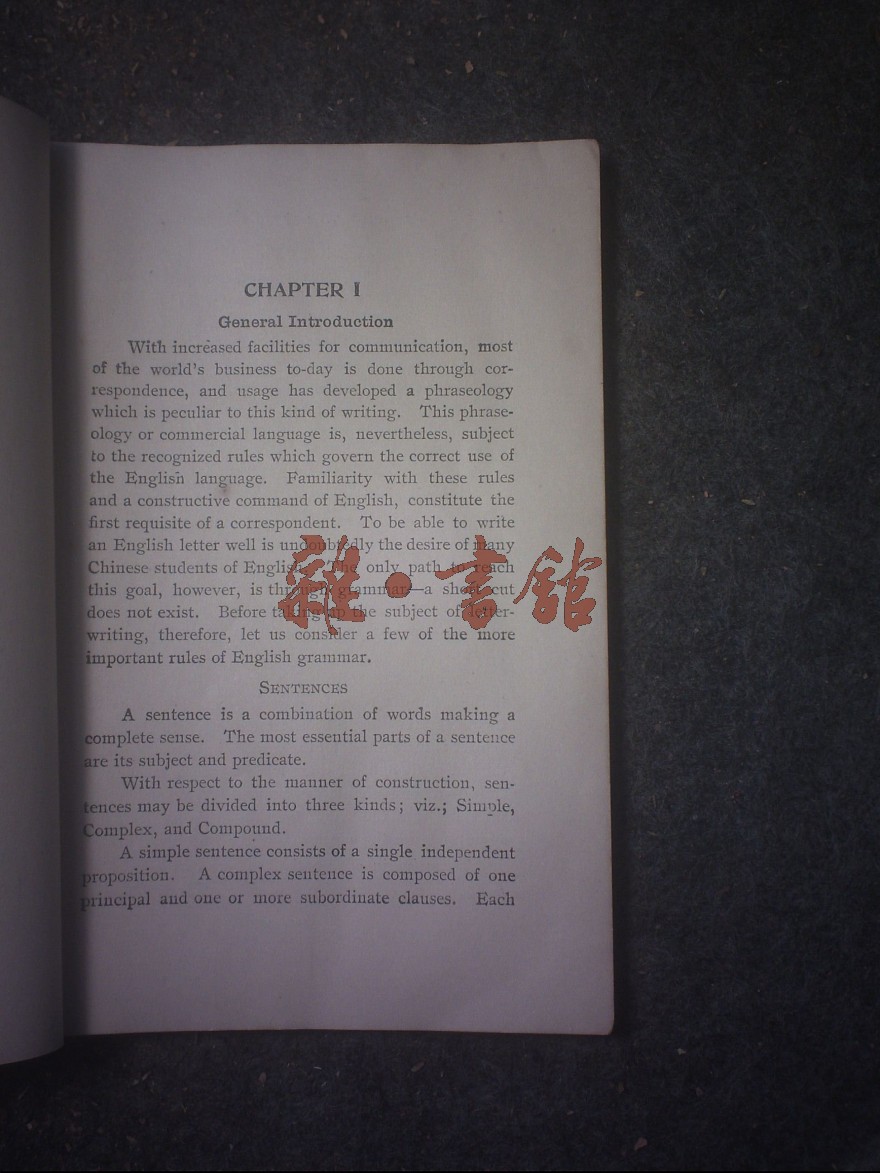 CHAPTER I
General Introduction
With increased facilities for communication, most
of the world's business to-day is done through cor-
respondence, and usage has developed a phraseology
which is peculiar to this kind of writing. This phrase-
ology or commercial language is, nevertheless, subject
to the recognized rules which govern the correct use of
the English language. Familiarity with these rules
and a constructive command of English, constitute the
first requisite of a correspondent. To be able to write
an English letter well is undoubtedly the desire of many
Chinese students of English. The only path to reach
this goal, however, is through grammar—a short cut
does not exist. Before taking up the subject of letter-
writing, therefore, let us consider a few of the more
important rules of English grammar.
SENTENCES
A sentence is a combination of words making a
complete sense. The most essential parts of a sentence
are its subject and predicate.
With respect to the manner of construction, sen-
tences may be divided into three kinds; viz.; Simple,
Complex, and Compound.
A simple sentence consists of a single independent
proposition. A complex sentence is composed of one
principal and one or more subordinate clauses. Each
雜·書館